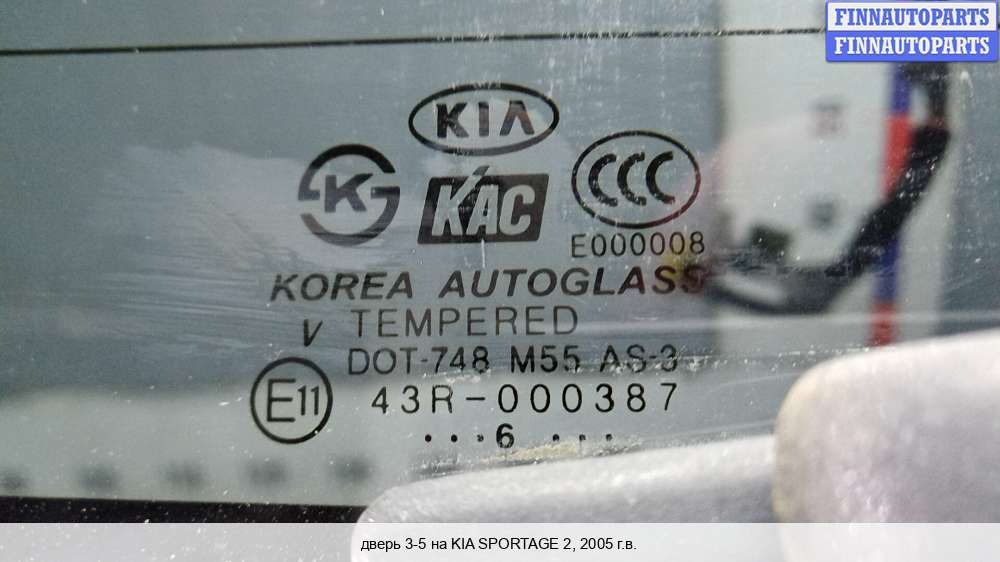 FINNAUTOPARTS
FINNAUTOPARTS
KIA
K
KAC
CCC
E000008
KOREA AUTOGLASS
V TEMPERED
DOT-748 M55 AS-3
E11 43R-000387
...6 ...
дверь 3-5 на KIA SPORTAGE 2, 2005 г.в.